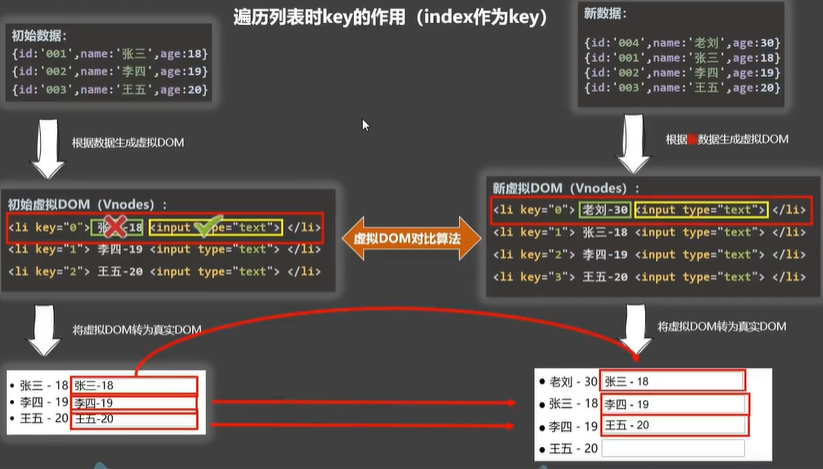 遍历列表时key的作用（index作为key）
初始数据：
{id:'001',name:'张三',age:18}
{id:'002',name:'李四',age:19}
{id:'003',name:'王五',age:20}
新数据：
{id:'004',name:'老刘',age:30}
{id:'001',name:'张三',age:18}
{id:'002',name:'李四',age:19}
{id:'003',name:'王五',age:20}
根据数据生成虚拟DOM
根据新数据生成虚拟DOM
初始虚拟DOM（Vnodes）：
<li key="0"> 张三-18 <input type="text"> </li>
<li key="1"> 李四-19 <input type="text"> </li>
<li key="2"> 王五-20 <input type="text"> </li>
虚拟DOM对比算法
新虚拟DOM（Vnodes）：
<li key="0"> 老刘-30 <input type="text"> </li>
<li key="1"> 张三-18 <input type="text"> </li>
<li key="2"> 李四-19 <input type="text"> </li>
<li key="3"> 王五-20 <input type="text"> </li>
将虚拟DOM转为真实DOM
将虚拟DOM转为真实DOM
• 张三 - 18 张三-18
• 李四 - 19 李四-19
• 王五 - 20 王五-20
• 老刘 - 30 张三 - 18
• 张三 - 18 李四 - 19
• 李四 - 19 王五 - 20
• 王五 - 20